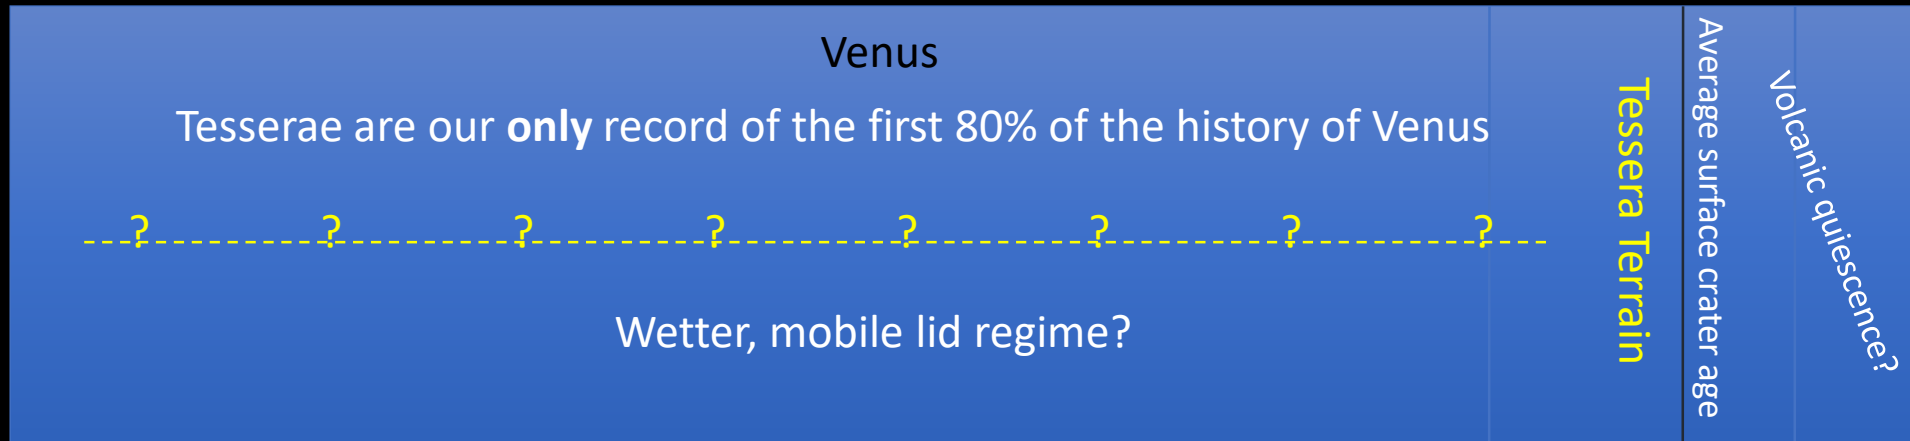 Venus
Tesserae are our only record of the first 80% of the history of Venus
? ? ? ? ? ? ? ?
Wetter, mobile lid regime?
Tessera Terrain
Average surface crater age
Volcanic quiescence?